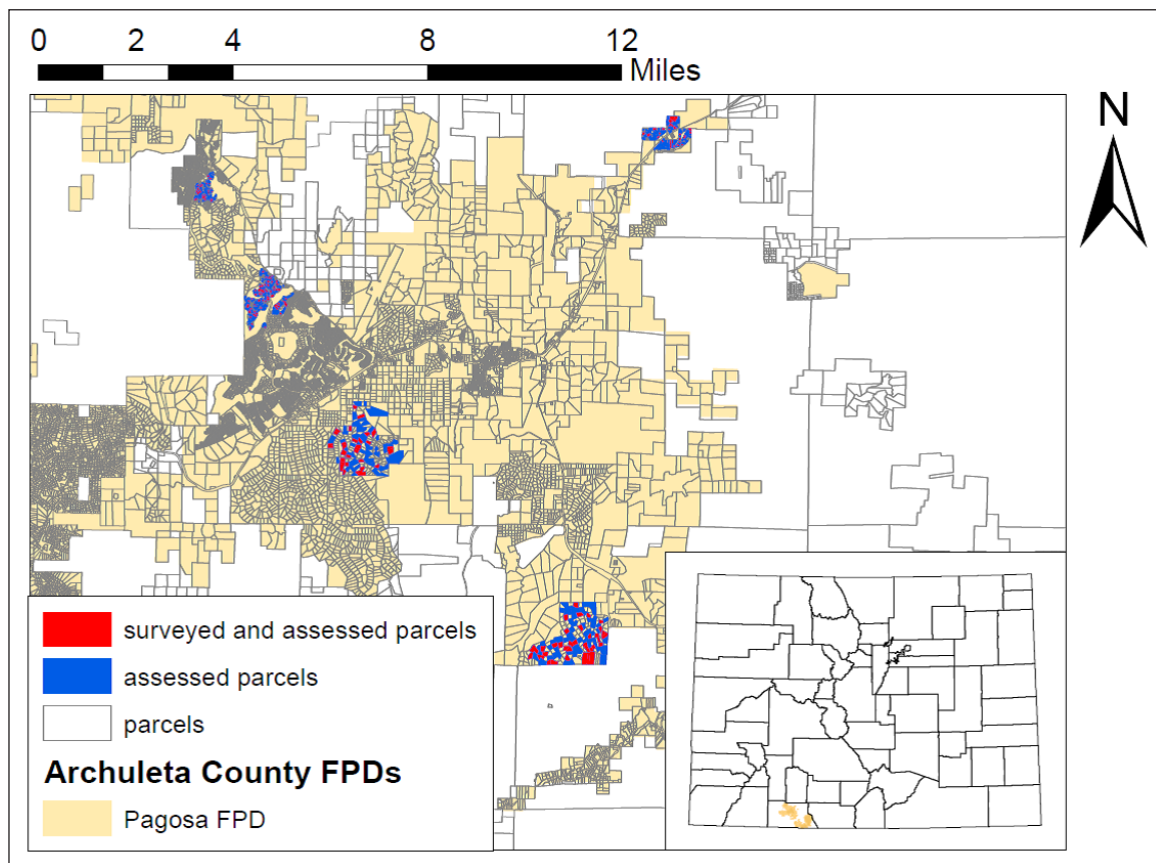 0 2 4 8 12
Miles
N
surveyed and assessed parcels
assessed parcels
parcels
Archuleta County FPDs
Pagosa FPD